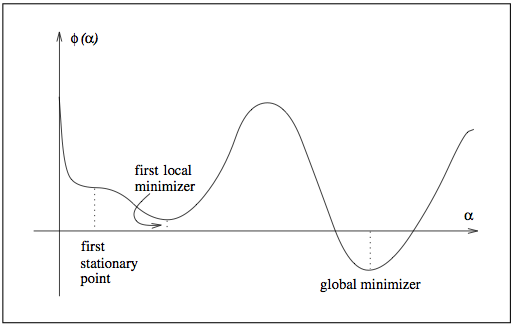 ϕ (α)
first local
minimizer
α
first
stationary
point
global minimizer